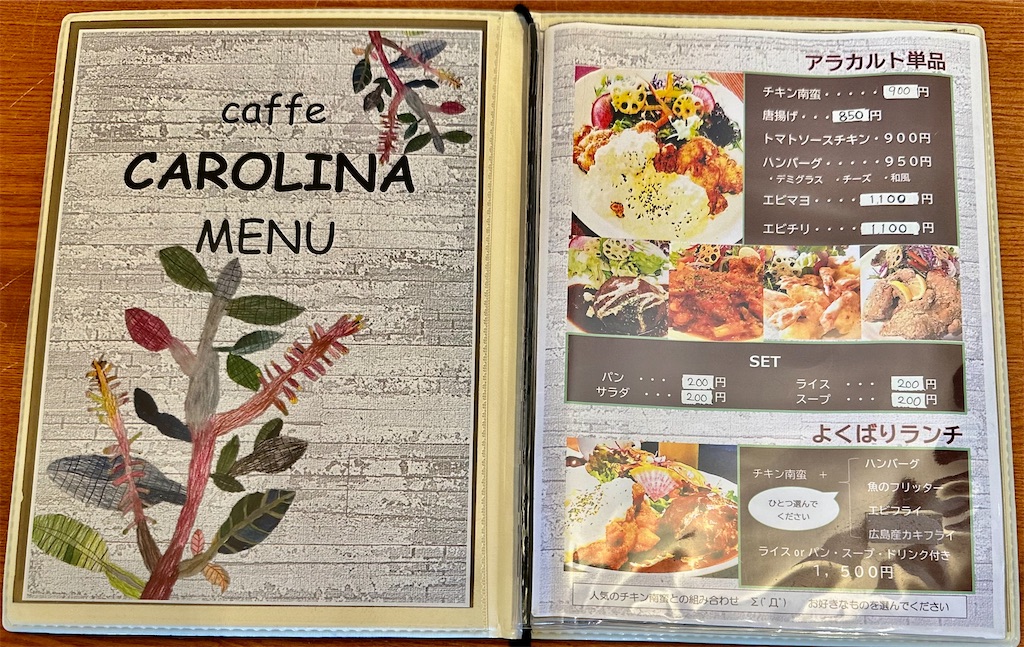 caffe
CAROLINA
MENU
アラカルト単品
チキン南蛮・・・・・900円
唐揚げ・・・850円
トマトソースチキン・900円
ハンバーグ・・・・・950円
・デミグラス ・チーズ ・和風
エビマヨ・・・・1,100円
エビチリ・・・・1,100円
SET
パン ・・・200円
サラダ ・・・200円
ライス ・・・200円
スープ ・・・200円
よくばりランチ
チキン南蛮 +
ひとつ選んで
ください
ハンバーグ
魚のフリッター
エビフライ
広島産カキフライ
ライス or パン・スープ・ドリンク付き
1,500円
人気のチキン南蛮との組み合わせ Σ(ﾟДﾟ) お好きなものを選んでください